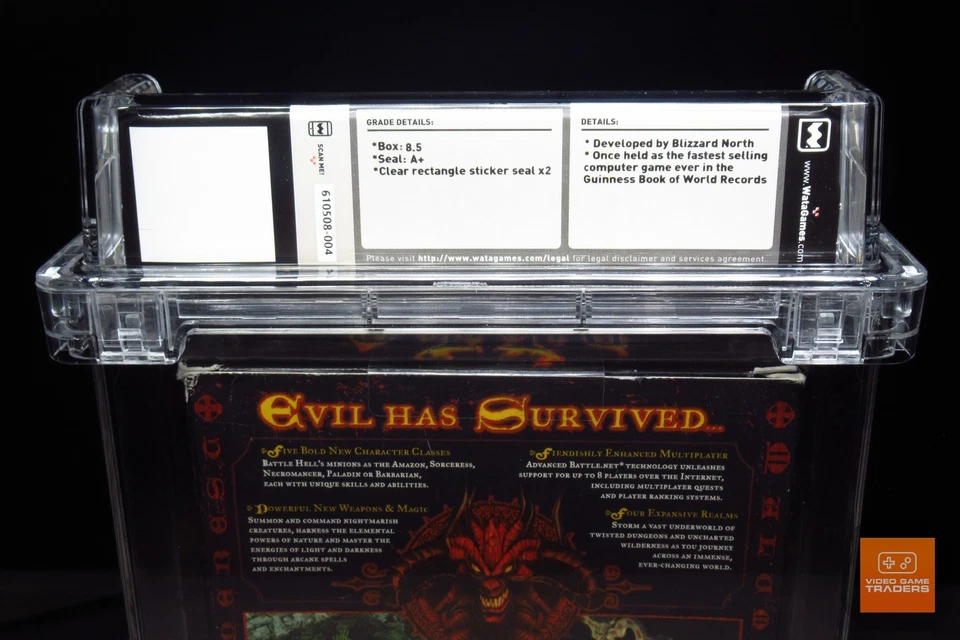 SCAN ME!
610508-004
GRADE DETAILS:
*Box: 8.5
*Seal: A+
*Clear rectangle sticker seal x2
DETAILS:
* Developed by Blizzard North
* Once held as the fastest selling
computer game ever in the
Guinness Book of World Records
www.WataGames.com
Please visit http://www.watagames.com/legal for legal disclaimer and services agreement
Evil has Survived...
Five Bold New Character Classes
Battle Hell's minions as the Amazon, Sorceress,
Necromancer, Paladin or Barbarian,
each with unique skills and abilities.
Fiendishly Enhanced Multiplayer
Advanced Battle.net* technology unleashes
support for up to 8 players over the Internet,
including multiplayer quests
and player ranking systems.
Powerful New Weapons & Magic
Summon and command nightmarish
creatures, harness the elemental
powers of nature and master the
energies of light and darkness
through arcane spells
and enchantments.
Four Expansive Realms
Storm a vast underworld of
twisted dungeons and uncharted
wilderness as you journey
across an immense,
ever-changing world.
VIDEO GAME
TRADERS